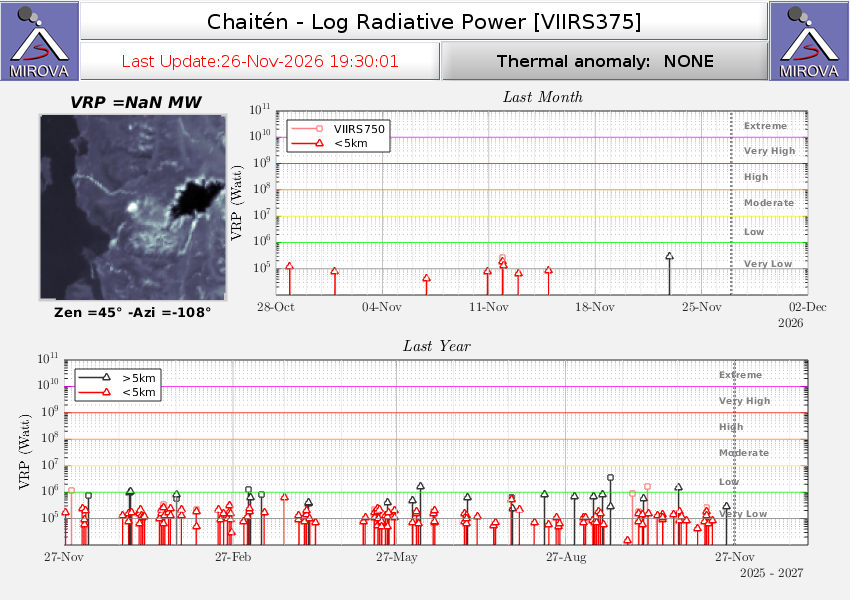 Chaitén - Log Radiative Power [VIIRS375]
MIROVA
Last Update:26-Nov-2026 19:30:01
Thermal anomaly: NONE
MIROVA
VRP =NaN MW
Zen =45° -Azi =-108°
Last Month
VRP (Watt)
10^11
10^10
10^9
10^8
10^7
10^6
10^5
VIIRS750
<5km
Extreme
Very High
High
Moderate
Low
Very Low
28-Oct
04-Nov
11-Nov
18-Nov
25-Nov
02-Dec
2026
Last Year
VRP (Watt)
10^11
10^10
10^9
10^8
10^7
10^6
10^5
>5km
<5km
Extreme
Very High
High
Moderate
Low
Very Low
27-Nov
27-Feb
27-May
27-Aug
27-Nov
2025 - 2027